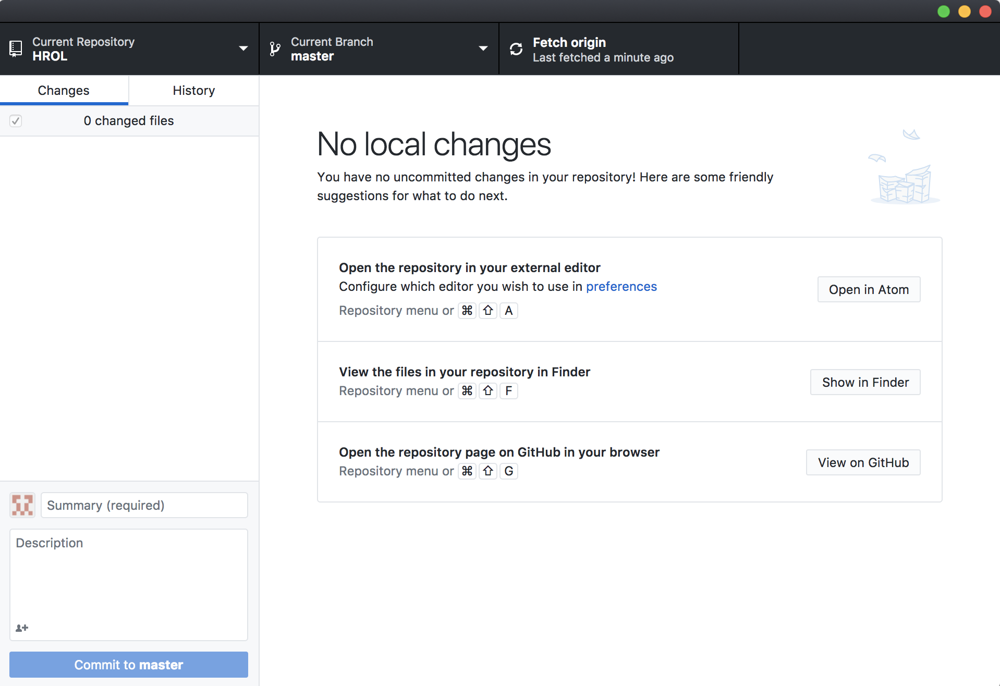 Current Repository
HROL
Current Branch
master
Fetch origin
Last fetched a minute ago
Changes
History
0 changed files
No local changes
You have no uncommitted changes in your repository! Here are some friendly
suggestions for what to do next.
Open the repository in your external editor
Configure which editor you wish to use in preferences
Repository menu or ⌘ ⇧ A
Open in Atom
View the files in your repository in Finder
Repository menu or ⌘ ⇧ F
Show in Finder
Open the repository page on GitHub in your browser
Repository menu or ⌘ ⇧ G
View on GitHub
Summary (required)
Description
Commit to master